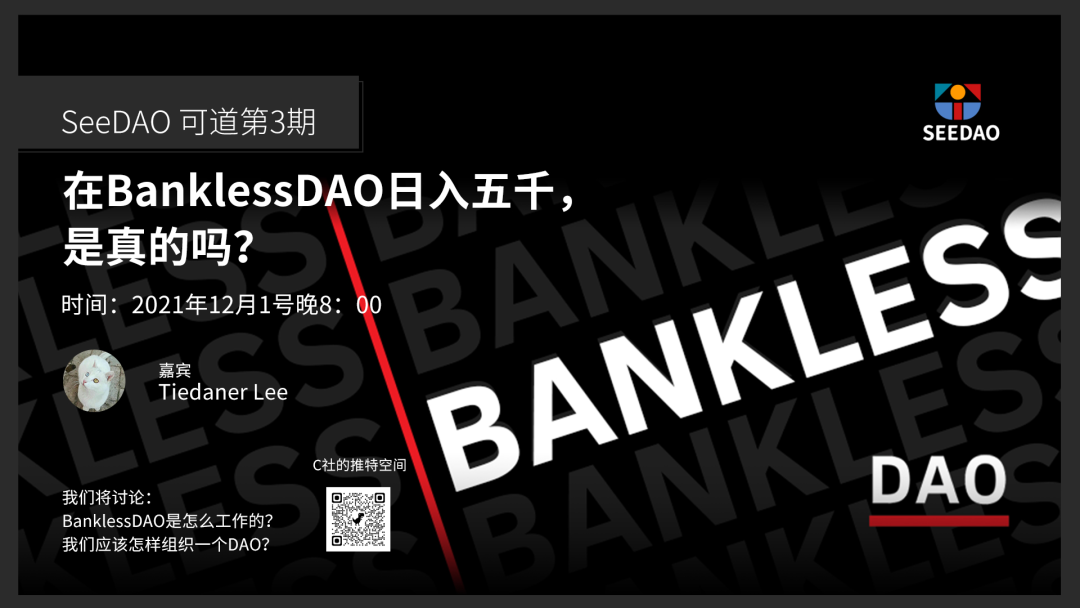 SeeDAO 可道第3期
SEEDAO
在BanklessDAO日入五千，
是真的吗？
时间：2021年12月1号晚8：00
嘉宾
Tiedaner Lee
BANKLESS
DAO
C社的推特空间
我们将讨论：
BanklessDAO是怎么工作的？
我们应该怎样组织一个DAO？